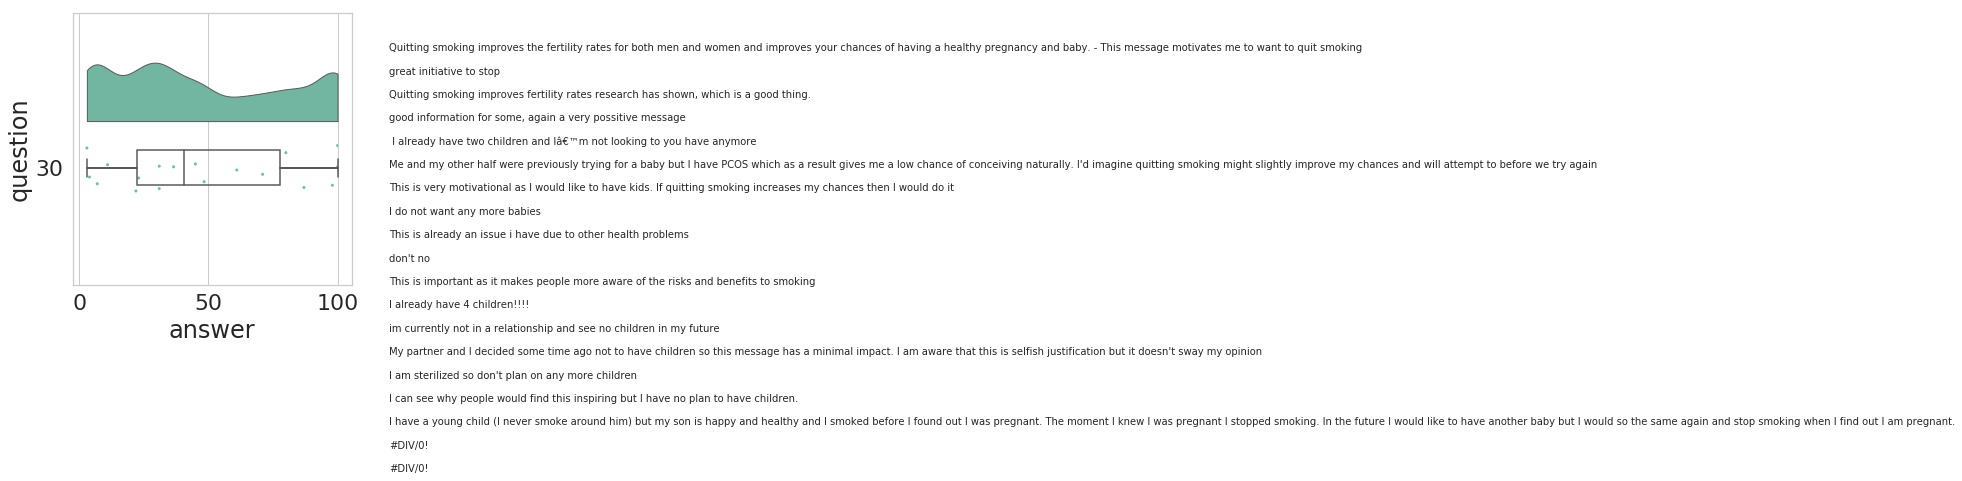 question
30
0 50 100
answer
Quitting smoking improves the fertility rates for both men and women and improves your chances of having a healthy pregnancy and baby. - This message motivates me to want to quit smoking
great initiative to stop
Quitting smoking improves fertility rates research has shown, which is a good thing.
good information for some, again a very possitive message
I already have two children and Iâ€™m not looking to you have anymore
Me and my other half were previously trying for a baby but I have PCOS which as a result gives me a low chance of conceiving naturally. I'd imagine quitting smoking might slightly improve my chances and will attempt to before we try again
This is very motivational as I would like to have kids. If quitting smoking increases my chances then I would do it
I do not want any more babies
This is already an issue i have due to other health problems
don't no
This is important as it makes people more aware of the risks and benefits to smoking
I already have 4 children!!!!
im currently not in a relationship and see no children in my future
My partner and I decided some time ago not to have children so this message has a minimal impact. I am aware that this is selfish justification but it doesn't sway my opinion
I am sterilized so don't plan on any more children
I can see why people would find this inspiring but I have no plan to have children.
I have a young child (I never smoke around him) but my son is happy and healthy and I smoked before I found out I was pregnant. The moment I knew I was pregnant I stopped smoking. In the future I would like to have another baby but I would so the same again and stop smoking when I find out I am pregnant.
#DIV/0!
#DIV/0!